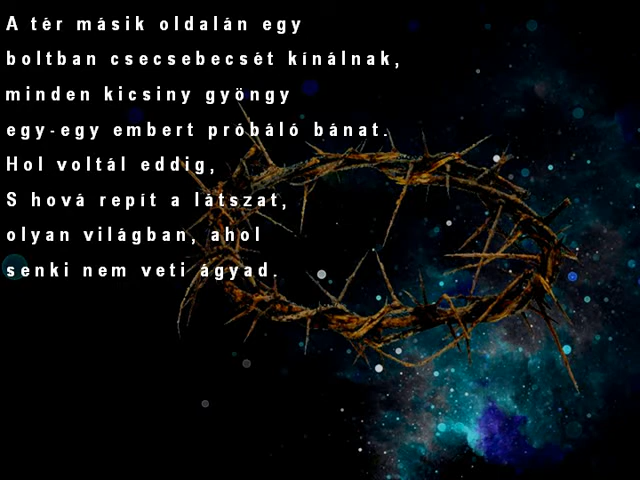 A tér másik oldalán egy
boltban csecsebecsét kínálnak,
minden kicsiny gyöngy
egy-egy embert próbáló bánat.
Hol voltál eddig,
S hová repít a látszat,
olyan világban, ahol
senki nem veti ágyad.